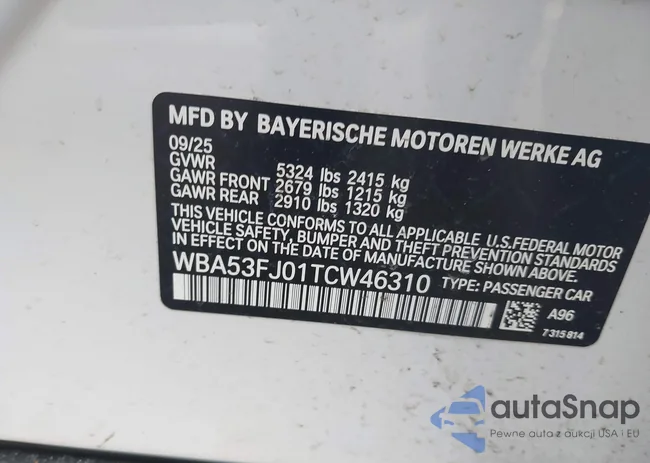 MFD BY BAYERISCHE MOTOREN WERKE AG
09/25
GVWR 5324 lbs 2415 kg
GAWR FRONT 2679 lbs 1215 kg
GAWR REAR 2910 lbs 1320 kg
THIS VEHICLE CONFORMS TO ALL APPLICABLE U.S.FEDERAL MOTOR
VEHICLE SAFETY, BUMPER AND THEFT PREVENTION STANDARDS
IN EFFECT ON THE DATE OF MANUFACTURE SHOWN ABOVE.
WBA53FJ01TCW46310 TYPE: PASSENGER CAR
A96
7315814
autaSnap
Pewne auta z aukcji USA i EU